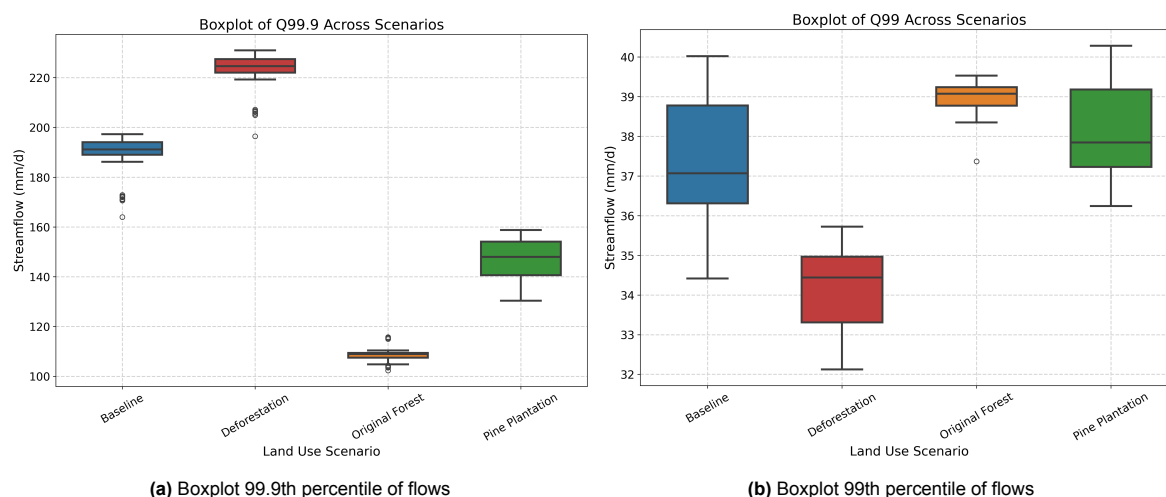 Boxplot of Q99.9 Across Scenarios
Streamflow (mm/d)
220
200
180
160
140
120
100
Baseline
Deforestation
Original Forest
Pine Plantation
Land Use Scenario
(a) Boxplot 99.9th percentile of flows
Boxplot of Q99 Across Scenarios
Streamflow (mm/d)
40
39
38
37
36
35
34
33
32
Baseline
Deforestation
Original Forest
Pine Plantation
Land Use Scenario
(b) Boxplot 99th percentile of flows